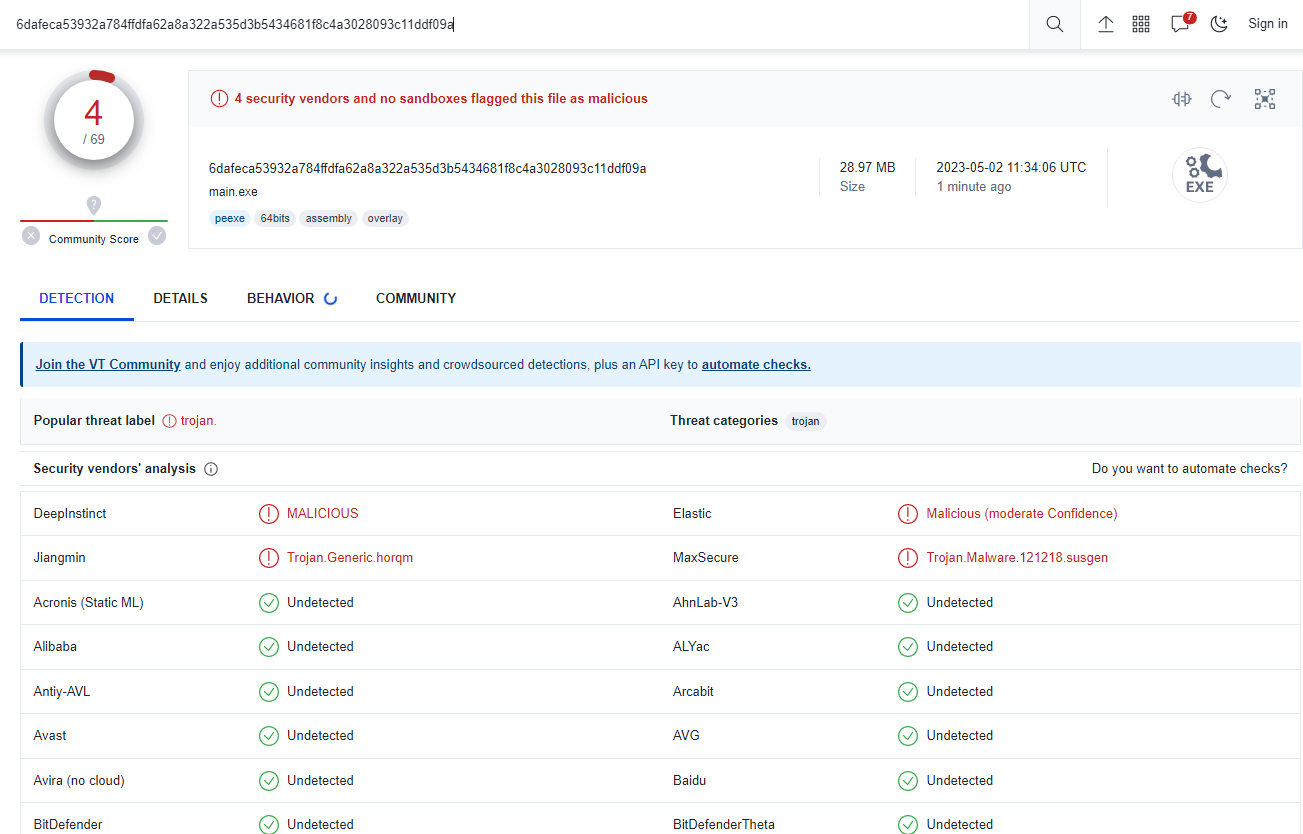 6dafeca53932a784ffdfa62a8a322a535d3b5434681f8c4a3028093c11ddf09a
7
Sign in
4
/ 69
?
Community Score
4 security vendors and no sandboxes flagged this file as malicious
6dafeca53932a784ffdfa62a8a322a535d3b5434681f8c4a3028093c11ddf09a
main.exe
peexe 64bits assembly overlay
28.97 MB
Size
2023-05-02 11:34:06 UTC
1 minute ago
EXE
DETECTION DETAILS BEHAVIOR COMMUNITY
Join the VT Community and enjoy additional community insights and crowdsourced detections, plus an API key to automate checks.
Popular threat label trojan. Threat categories trojan
Security vendors' analysis Do you want to automate checks?
DeepInstinct MALICIOUS Elastic Malicious (moderate Confidence)
Jiangmin Trojan.Generic.horqm MaxSecure Trojan.Malware.121218.susgen
Acronis (Static ML) Undetected AhnLab-V3 Undetected
Alibaba Undetected ALYac Undetected
Antiy-AVL Undetected Arcabit Undetected
Avast Undetected AVG Undetected
Avira (no cloud) Undetected Baidu Undetected
BitDefender Undetected BitDefenderTheta Undetected